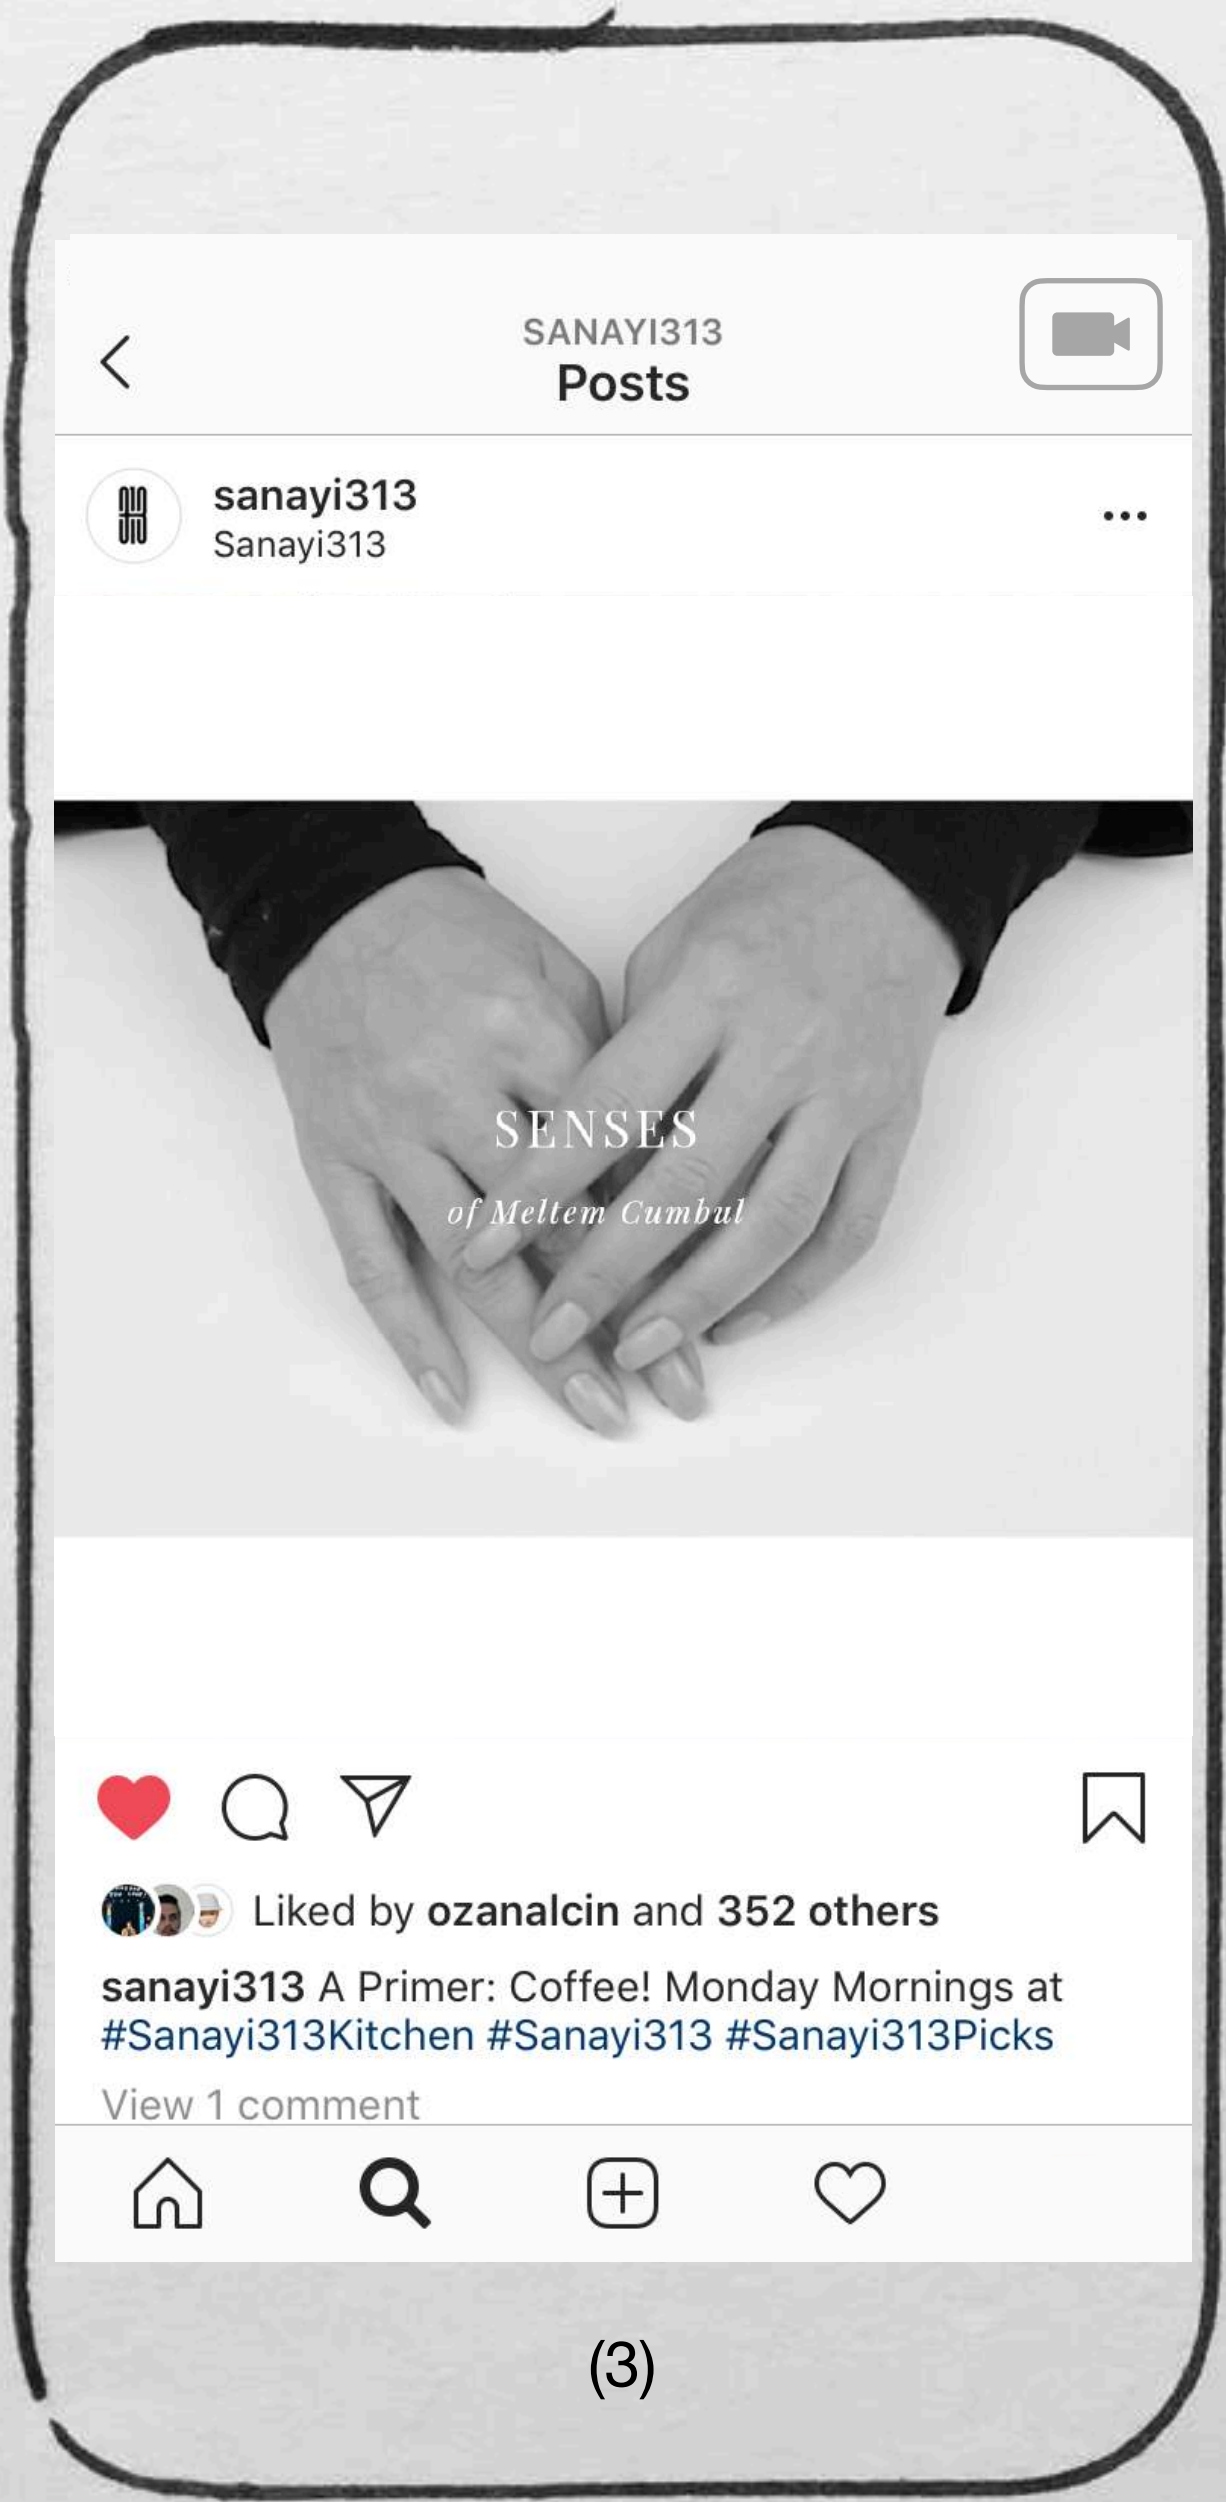 SANAYI313
Posts
sanayi313
Sanayi313
SENSES
of Meltem Cumbul
Liked by ozanalcin and 352 others
sanayi313 A Primer: Coffee! Monday Mornings at
#Sanayi313Kitchen #Sanayi313 #Sanayi313Picks
View 1 comment
(3)